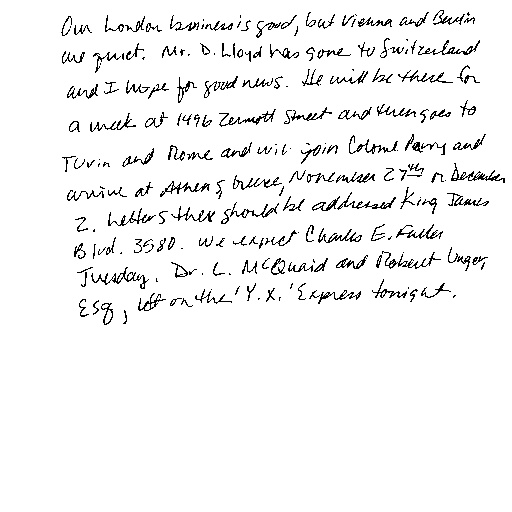 Our London business is good, but Vienna and Berlin
are quiet. Mr. D. Lloyd has gone to Switzerland
and I hope for good news. He will be there for
a week at 1496 Zermott Street and then goes to
Turin and Rome and will join Colonel Parry and
arrive at Athens, Greece, November 27th or December
2. Letters there should be addressed King James
Blvd. 3580. We expect Charles E. Fuller
Tuesday. Dr. L. McQuaid and Robert Unger,
Esq, left on the 'Y.X.' Express tonight.